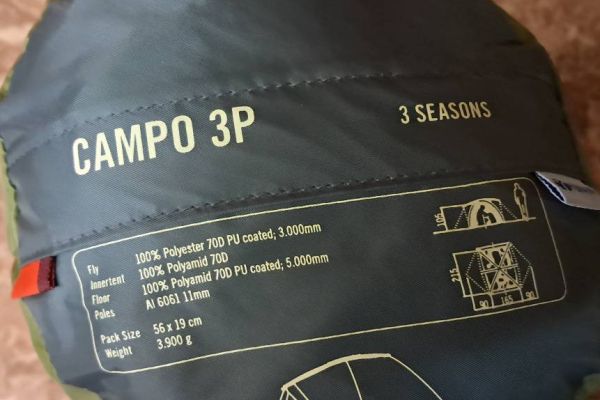 CAMPO 3P
3 SEASONS
Fly 100% Polyester 70D PU coated; 3.000mm
Innertent 100% Polyamid 70D
Floor 100% Polyamid 70D PU coated; 5.000mm
Poles Al 6061 11mm
Pack Size 56 x 19 cm
Weight 3.900 g
105
215
90 165 90